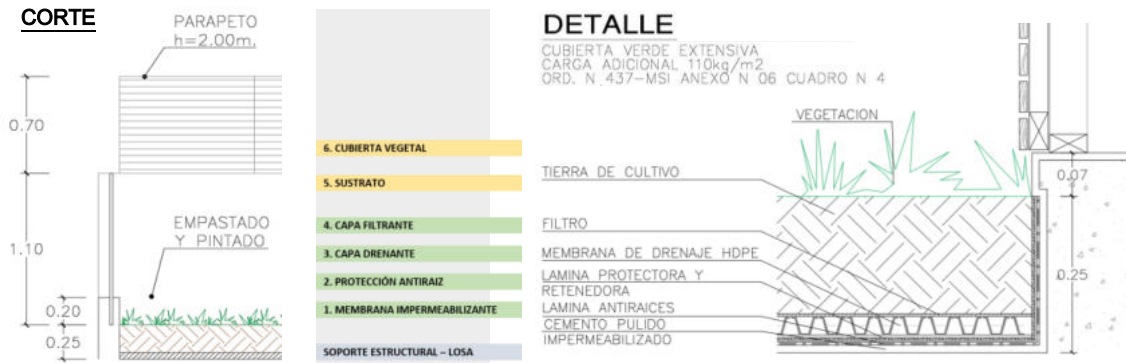 CORTE
PARAPETO
h=2.00m.
0.70
1.10
EMPASTADO
Y PINTADO
0.20
0.25
6. CUBIERTA VEGETAL
5. SUSTRATO
4. CAPA FILTRANTE
3. CAPA DRENANTE
2. PROTECCIÓN ANTIRAIZ
1. MEMBRANA IMPERMEABILIZANTE
SOPORTE ESTRUCTURAL – LOSA
DETALLE
CUBIERTA VERDE EXTENSIVA
CARGA ADICIONAL 110kg/m2
ORD. N.437-MSI ANEXO N 06 CUADRO N 4
VEGETACION
TIERRA DE CULTIVO
FILTRO
MEMBRANA DE DRENAJE HDPE
LAMINA PROTECTORA Y
RETENEDORA
LAMINA ANTIRAICES
CEMENTO PULIDO
IMPERMEABILIZADO
0.07
0.25